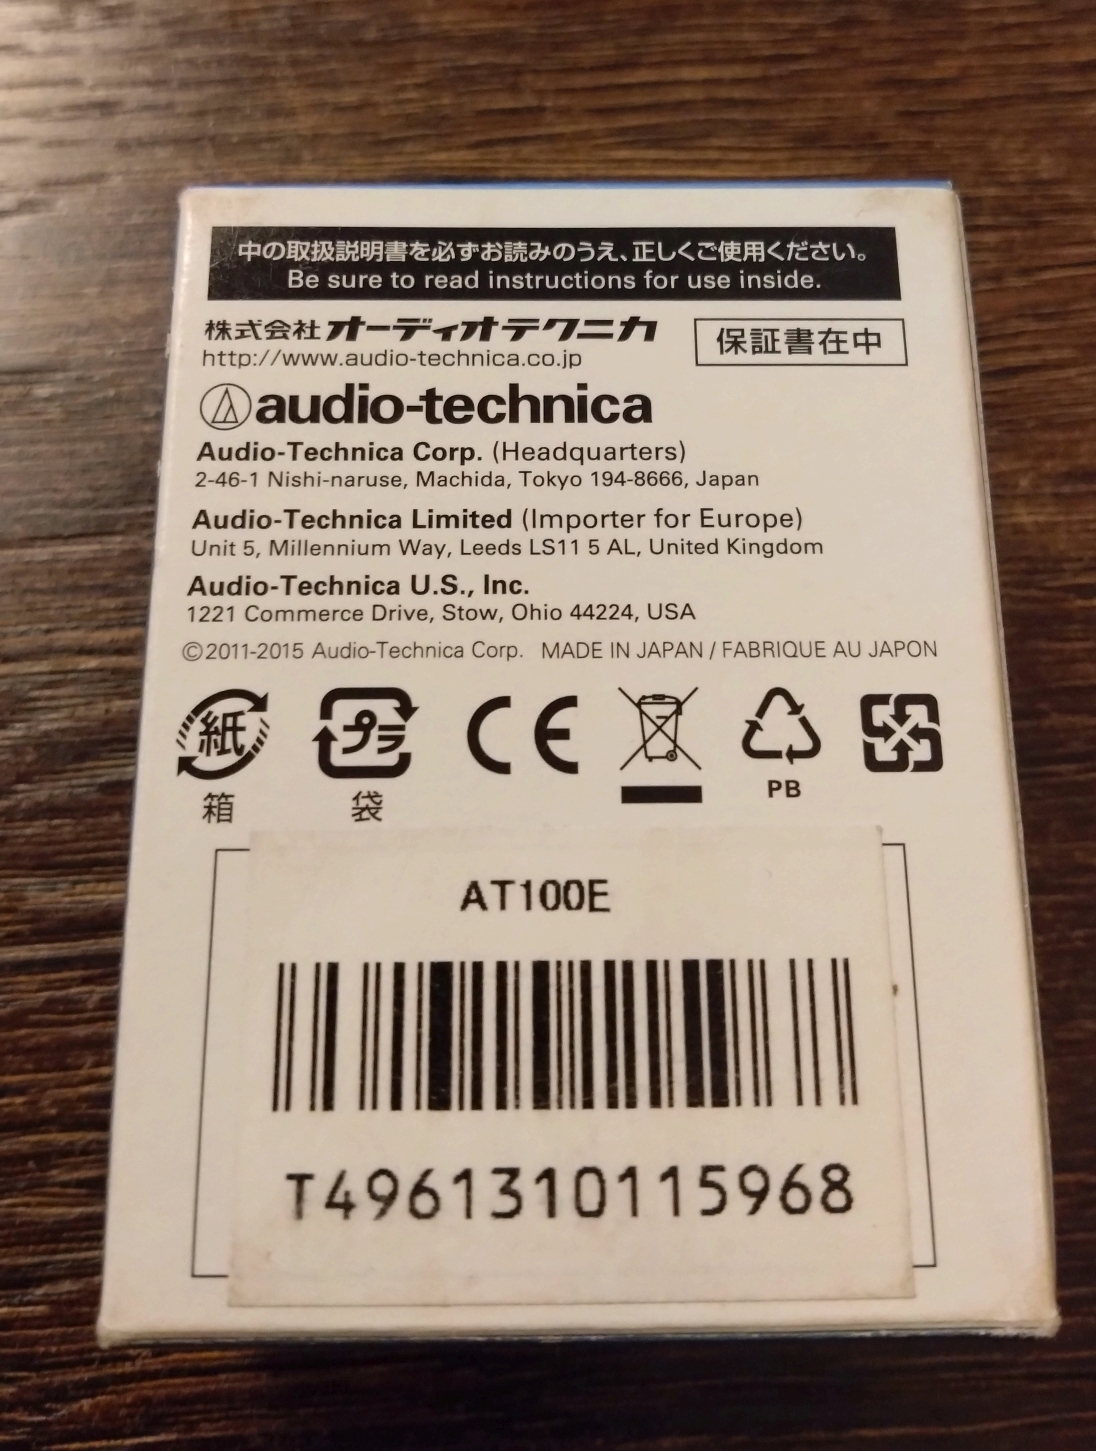 中の取扱説明書を必ずお読みのうえ、正しくご使用ください。
Be sure to read instructions for use inside.
株式会社オーディオテクニカ
http://www.audio-technica.co.jp
保証書在中
audio-technica
Audio-Technica Corp. (Headquarters)
2-46-1 Nishi-naruse, Machida, Tokyo 194-8666, Japan
Audio-Technica Limited (Importer for Europe)
Unit 5, Millennium Way, Leeds LS11 5 AL, United Kingdom
Audio-Technica U.S., Inc.
1221 Commerce Drive, Stow, Ohio 44224, USA
©2011-2015 Audio-Technica Corp. MADE IN JAPAN / FABRIQUE AU JAPON
紙 プラ CE
箱 袋 PB
AT100E
T4961310115968